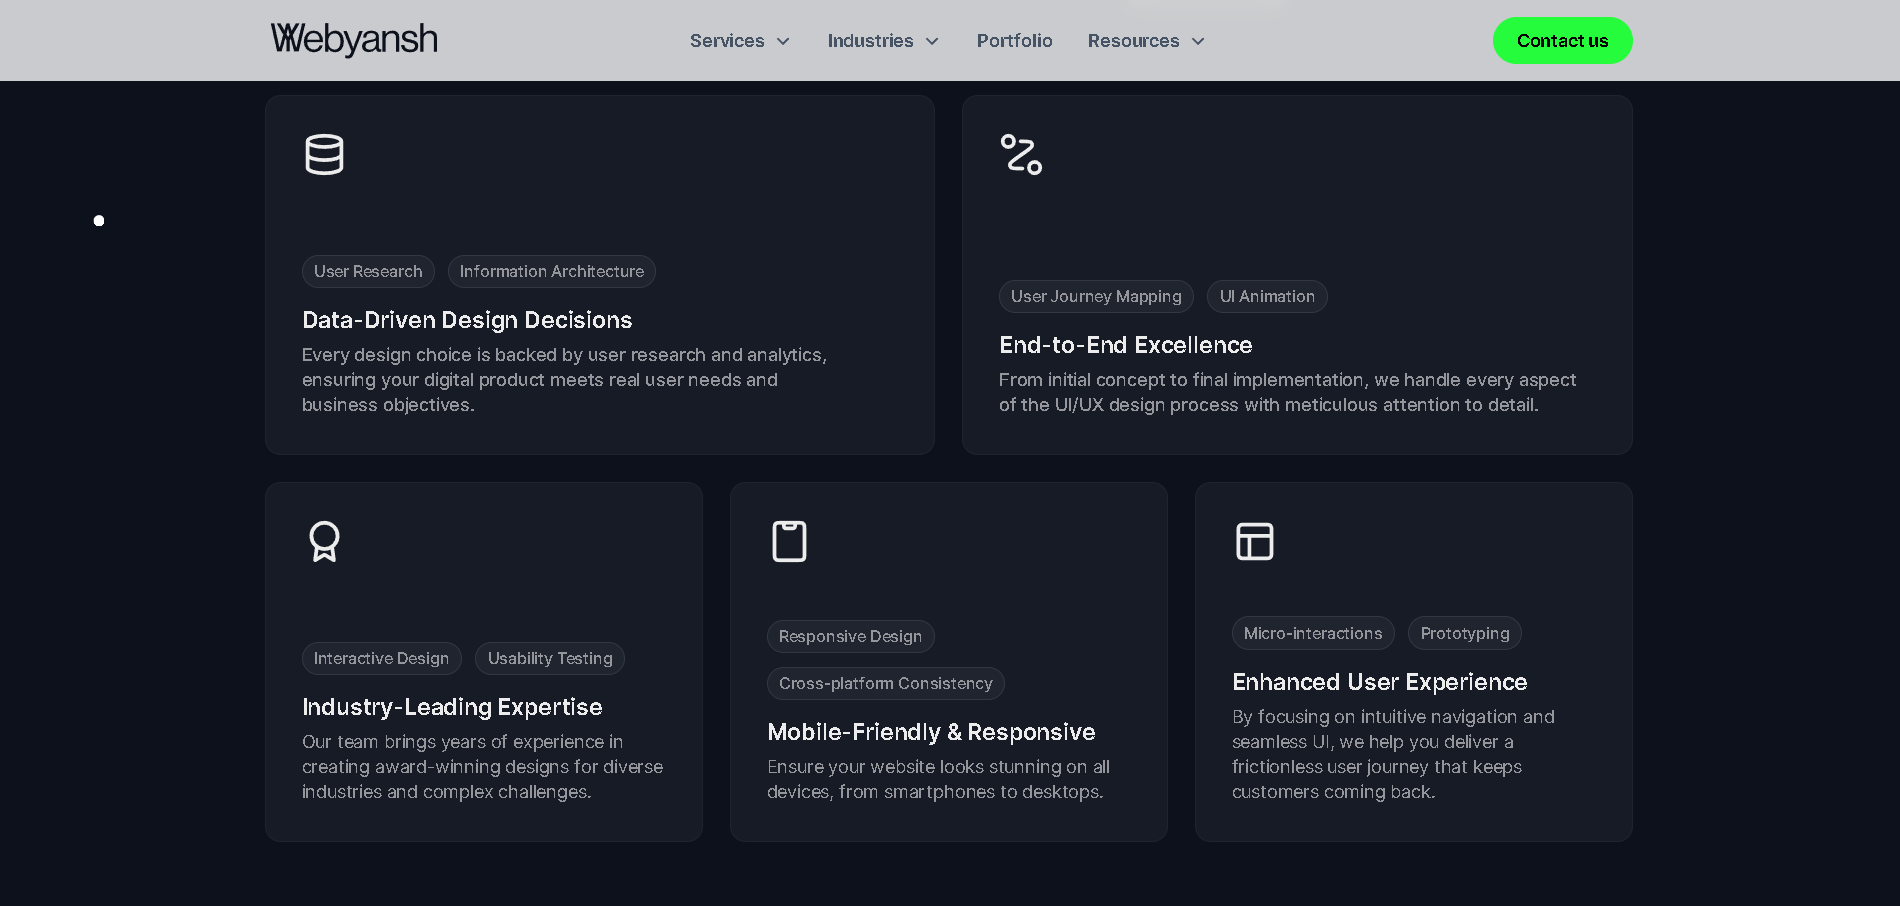 Webyansh
Services
Industries
Portfolio
Resources
Contact us
User Research
Information Architecture
Data-Driven Design Decisions
Every design choice is backed by user research and analytics,
ensuring your digital product meets real user needs and
business objectives.
User Journey Mapping
UI Animation
End-to-End Excellence
From initial concept to final implementation, we handle every aspect
of the UI/UX design process with meticulous attention to detail.
Interactive Design
Usability Testing
Industry-Leading Expertise
Our team brings years of experience in
creating award-winning designs for diverse
industries and complex challenges.
Responsive Design
Cross-platform Consistency
Mobile-Friendly & Responsive
Ensure your website looks stunning on all
devices, from smartphones to desktops.
Micro-interactions
Prototyping
Enhanced User Experience
By focusing on intuitive navigation and
seamless UI, we help you deliver a
frictionless user journey that keeps
customers coming back.